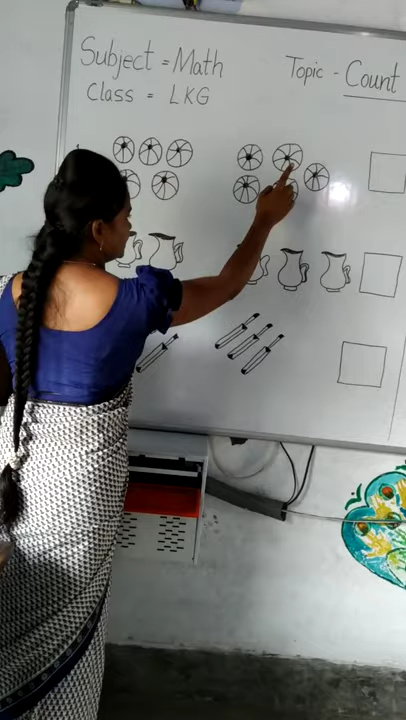 Subject = Math
Topic - Count
Class = LKG